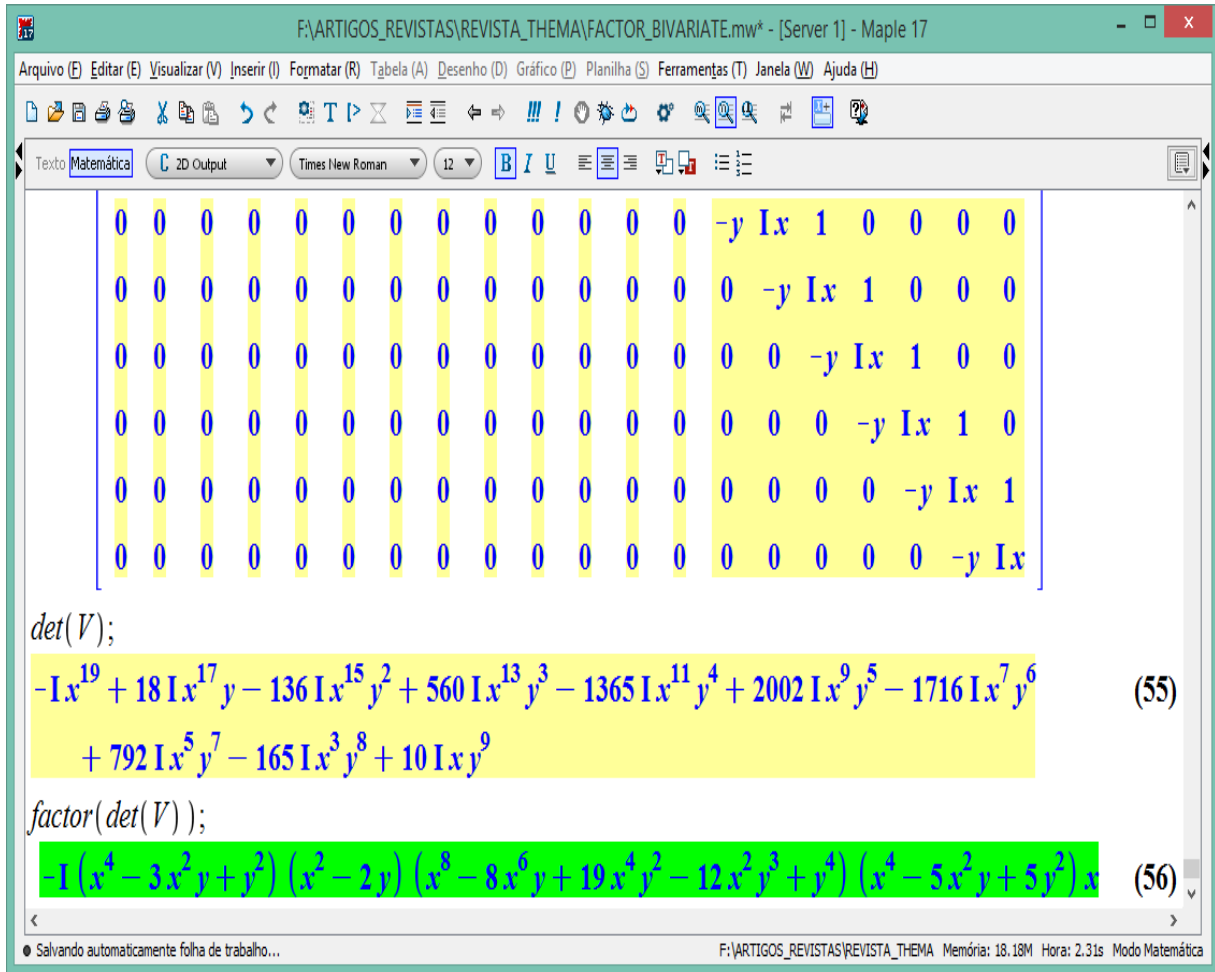 F:\ARTIGOS_REVISTAS\REVISTA_THEMA\FACTOR_BIVARIATE.mw* - [Server 1] - Maple 17
Arquivo (F) Editar (E) Visualizar (V) Inserir (I) Formatar (R) Tabela (A) Desenho (D) Gráfico (P) Planilha (S) Ferramentas (T) Janela (W) Ajuda (H)
Texto Matemática C 2D Output Times New Roman 12 B I U
0 0 0 0 0 0 0 0 0 0 0 0 0 -y I x 1 0 0 0 0
0 0 0 0 0 0 0 0 0 0 0 0 0 0 -y I x 1 0 0 0
0 0 0 0 0 0 0 0 0 0 0 0 0 0 0 -y I x 1 0 0
0 0 0 0 0 0 0 0 0 0 0 0 0 0 0 0 -y I x 1 0
0 0 0 0 0 0 0 0 0 0 0 0 0 0 0 0 0 -y I x 1
0 0 0 0 0 0 0 0 0 0 0 0 0 0 0 0 0 0 -y I x
det(V);
-I x^19 + 18 I x^17 y − 136 I x^15 y^2 + 560 I x^13 y^3 − 1365 I x^11 y^4 + 2002 I x^9 y^5 − 1716 I x^7 y^6 (55)
+ 792 I x^5 y^7 − 165 I x^3 y^8 + 10 I x y^9
factor(det(V));
-I (x^4 − 3 x^2 y + y^2) (x^2 − 2 y) (x^8 − 8 x^6 y + 19 x^4 y^2 − 12 x^2 y^3 + y^4) (x^4 − 5 x^2 y + 5 y^2) x (56)
Salvando automaticamente folha de trabalho... F:\ARTIGOS_REVISTAS\REVISTA_THEMA Memória: 18.18M Hora: 2.31s Modo Matemática